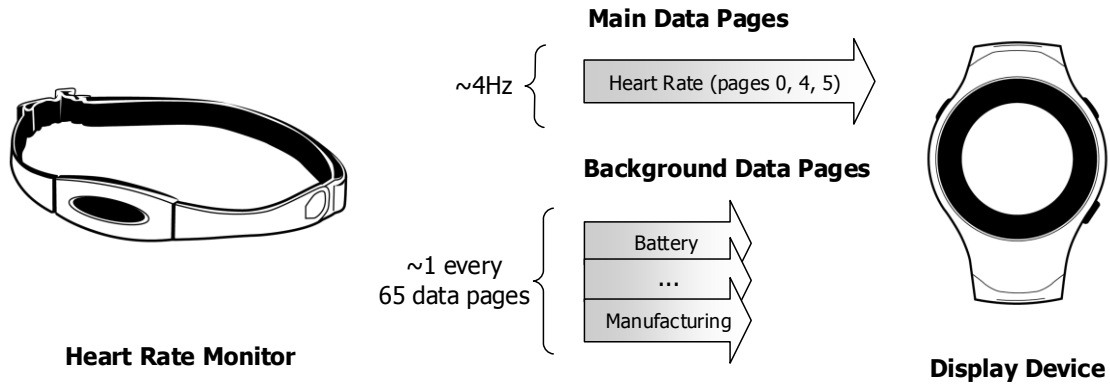 Main Data Pages
~4Hz
Heart Rate (pages 0, 4, 5)
Background Data Pages
~1 every
65 data pages
Battery
...
Manufacturing
Heart Rate Monitor
Display Device